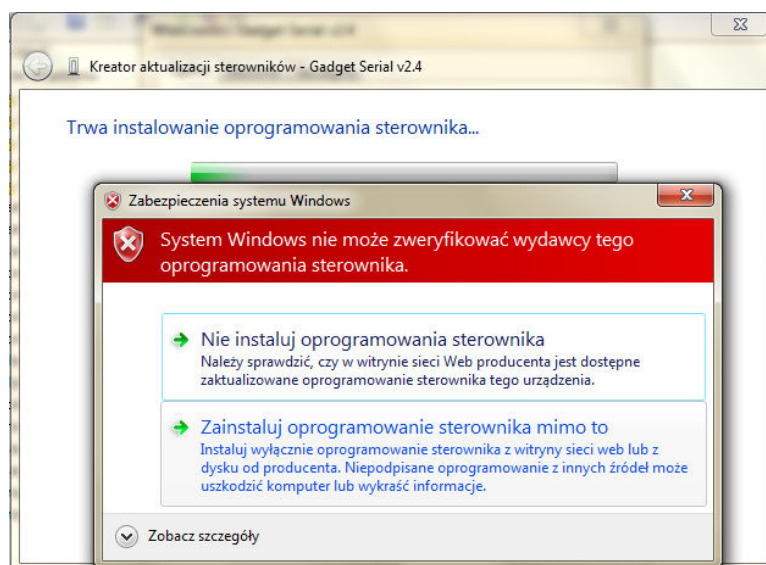 Kreator aktualizacji sterowników - Gadget Serial v2.4
Trwa instalowanie oprogramowania sterownika...
Zabezpieczenia systemu Windows
System Windows nie może zweryfikować wydawcy tego
oprogramowania sterownika.
Nie instaluj oprogramowania sterownika
Należy sprawdzić, czy w witrynie sieci Web producenta jest dostępne
zaktualizowane oprogramowanie sterownika tego urządzenia.
Zainstaluj oprogramowanie sterownika mimo to
Instaluj wyłącznie oprogramowanie sterownika z witryny sieci web lub z
dysku od producenta. Niepodpisane oprogramowanie z innych źródeł może
uszkodzić komputer lub wykraść informacje.
Zobacz szczegóły